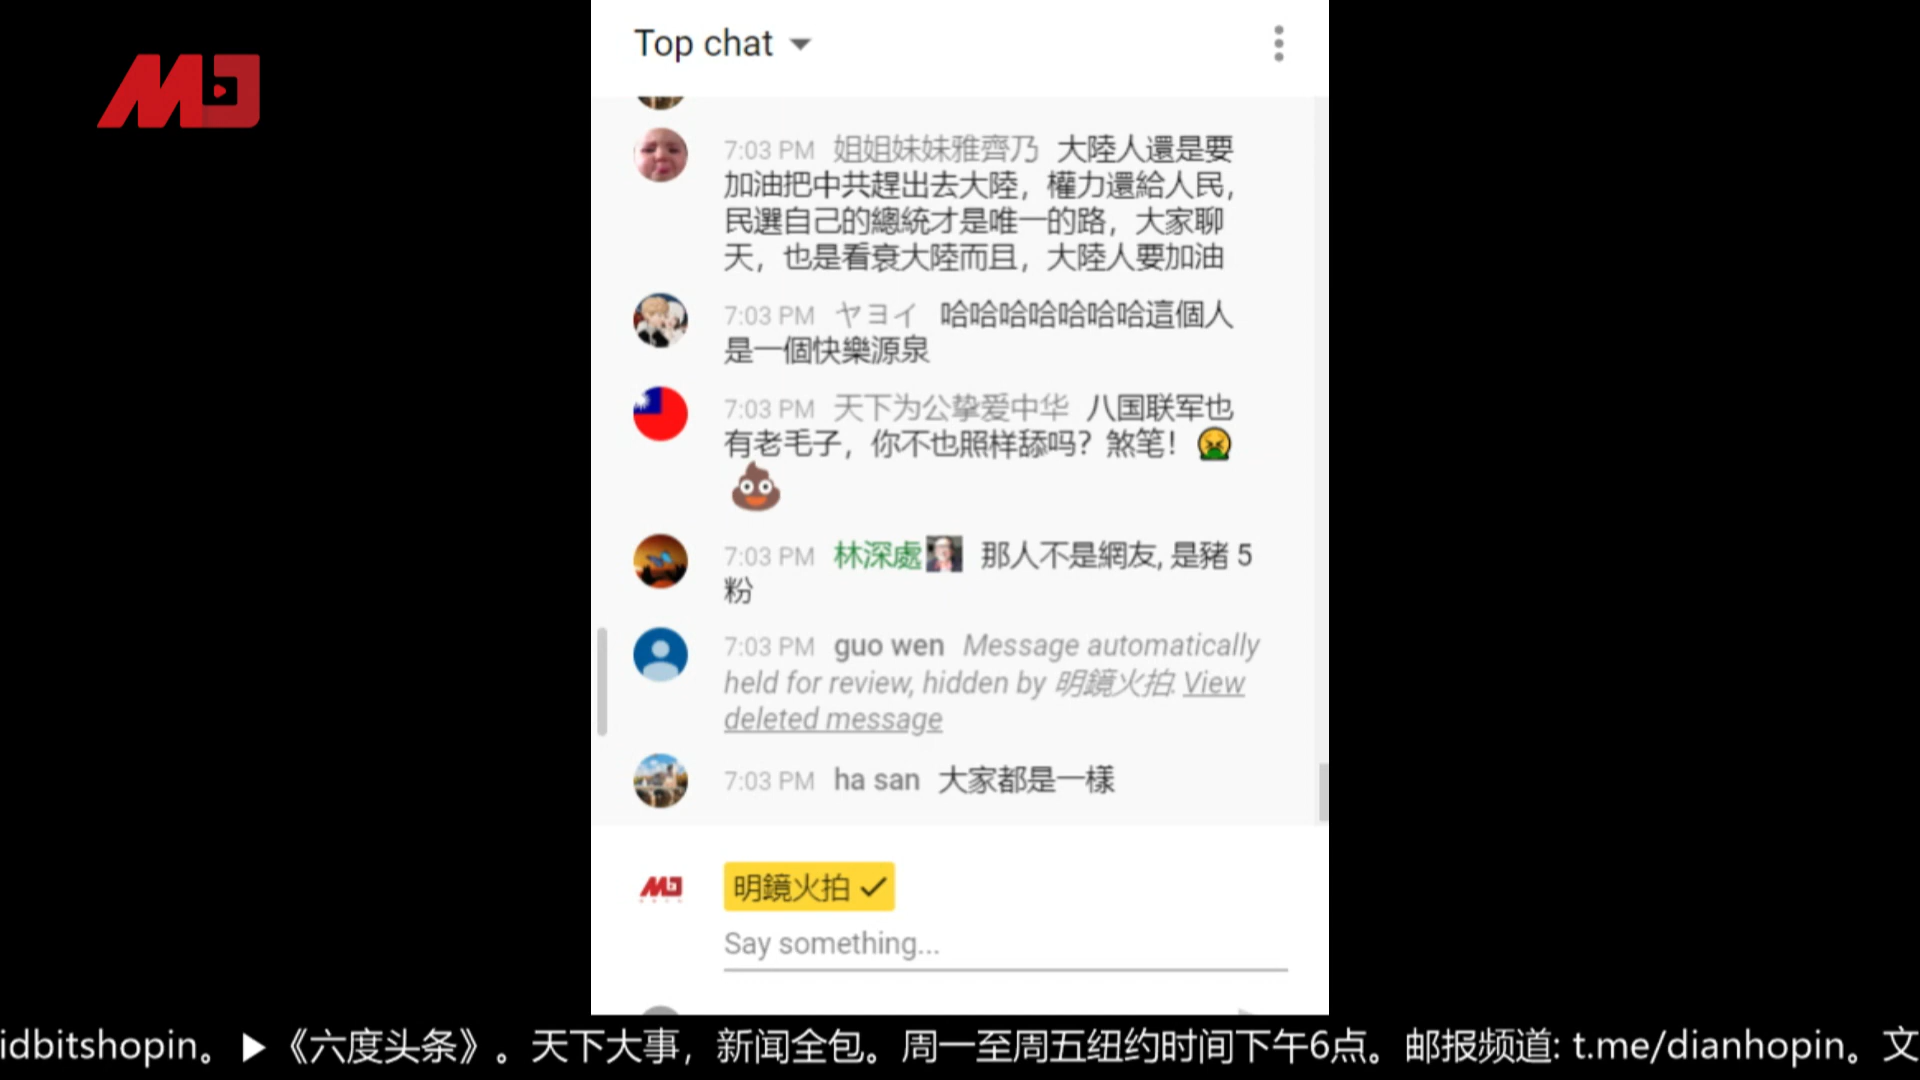 Top chat
7:03 PM 姐姐妹妹雅齊乃 大陸人還是要
加油把中共趕出去大陸，權力還給人民，
民選自己的總統才是唯一的路，大家聊
天，也是看衰大陸而且，大陸人要加油
7:03 PM ヤヨイ 哈哈哈哈哈哈哈這個人
是一個快樂源泉
7:03 PM 天下为公挚爱中华 八国联军也
有老毛子，你不也照样舔吗？煞笔！🤮
💩
7:03 PM 林深處 那人不是網友, 是豬 5
粉
7:03 PM guo wen Message automatically
held for review, hidden by 明鏡火拍. View
deleted message
7:03 PM ha san 大家都是一樣
明鏡火拍 ✓
Say something...
idbitshopin。▶《六度头条》。天下大事，新闻全包。周一至周五纽约时间下午6点。邮报频道: t.me/dianhopin。文